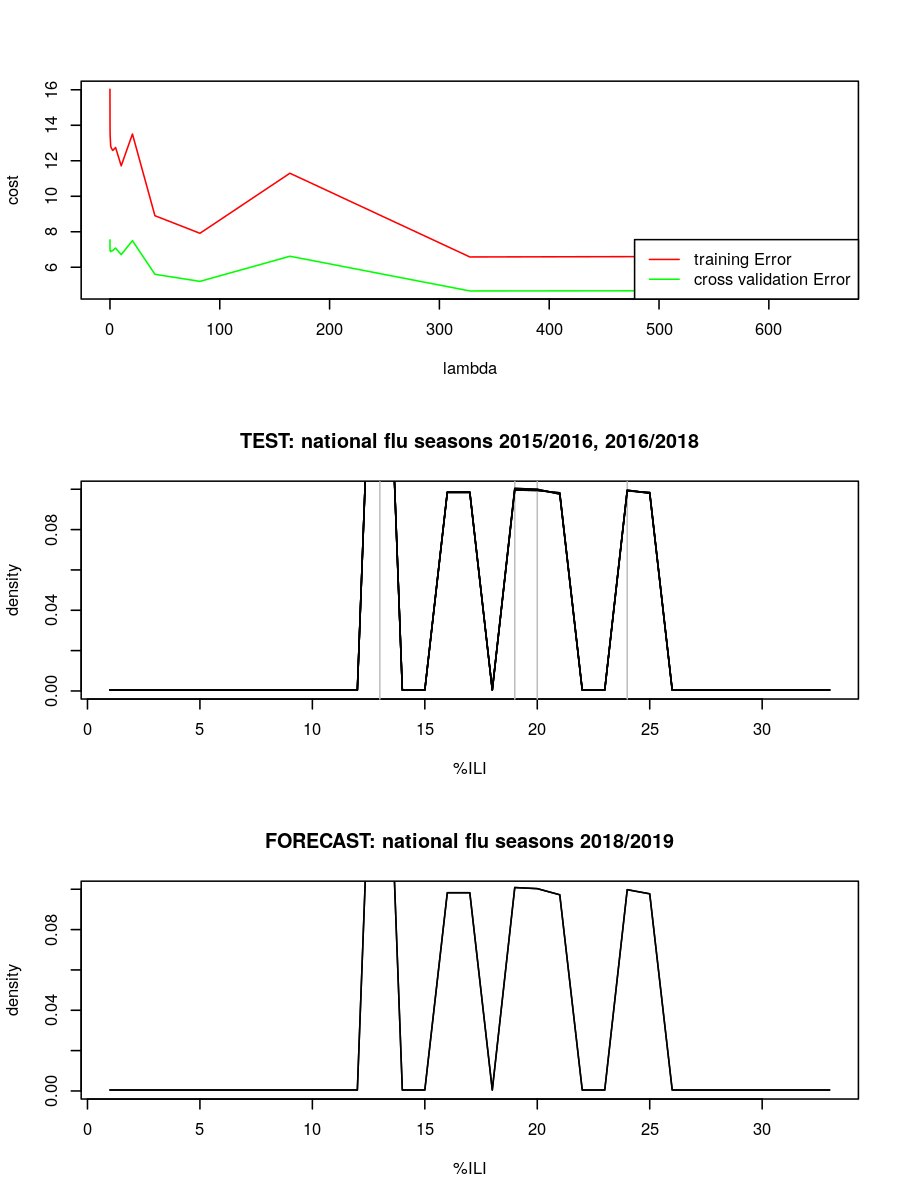 16
14
12
10
8
6
cost
training Error
cross validation Error
0 100 200 300 400 500 600
lambda
TEST: national flu seasons 2015/2016, 2016/2018
0.08
0.04
0.00
density
0 5 10 15 20 25 30
%ILI
FORECAST: national flu seasons 2018/2019
0.08
0.04
0.00
density
0 5 10 15 20 25 30
%ILI